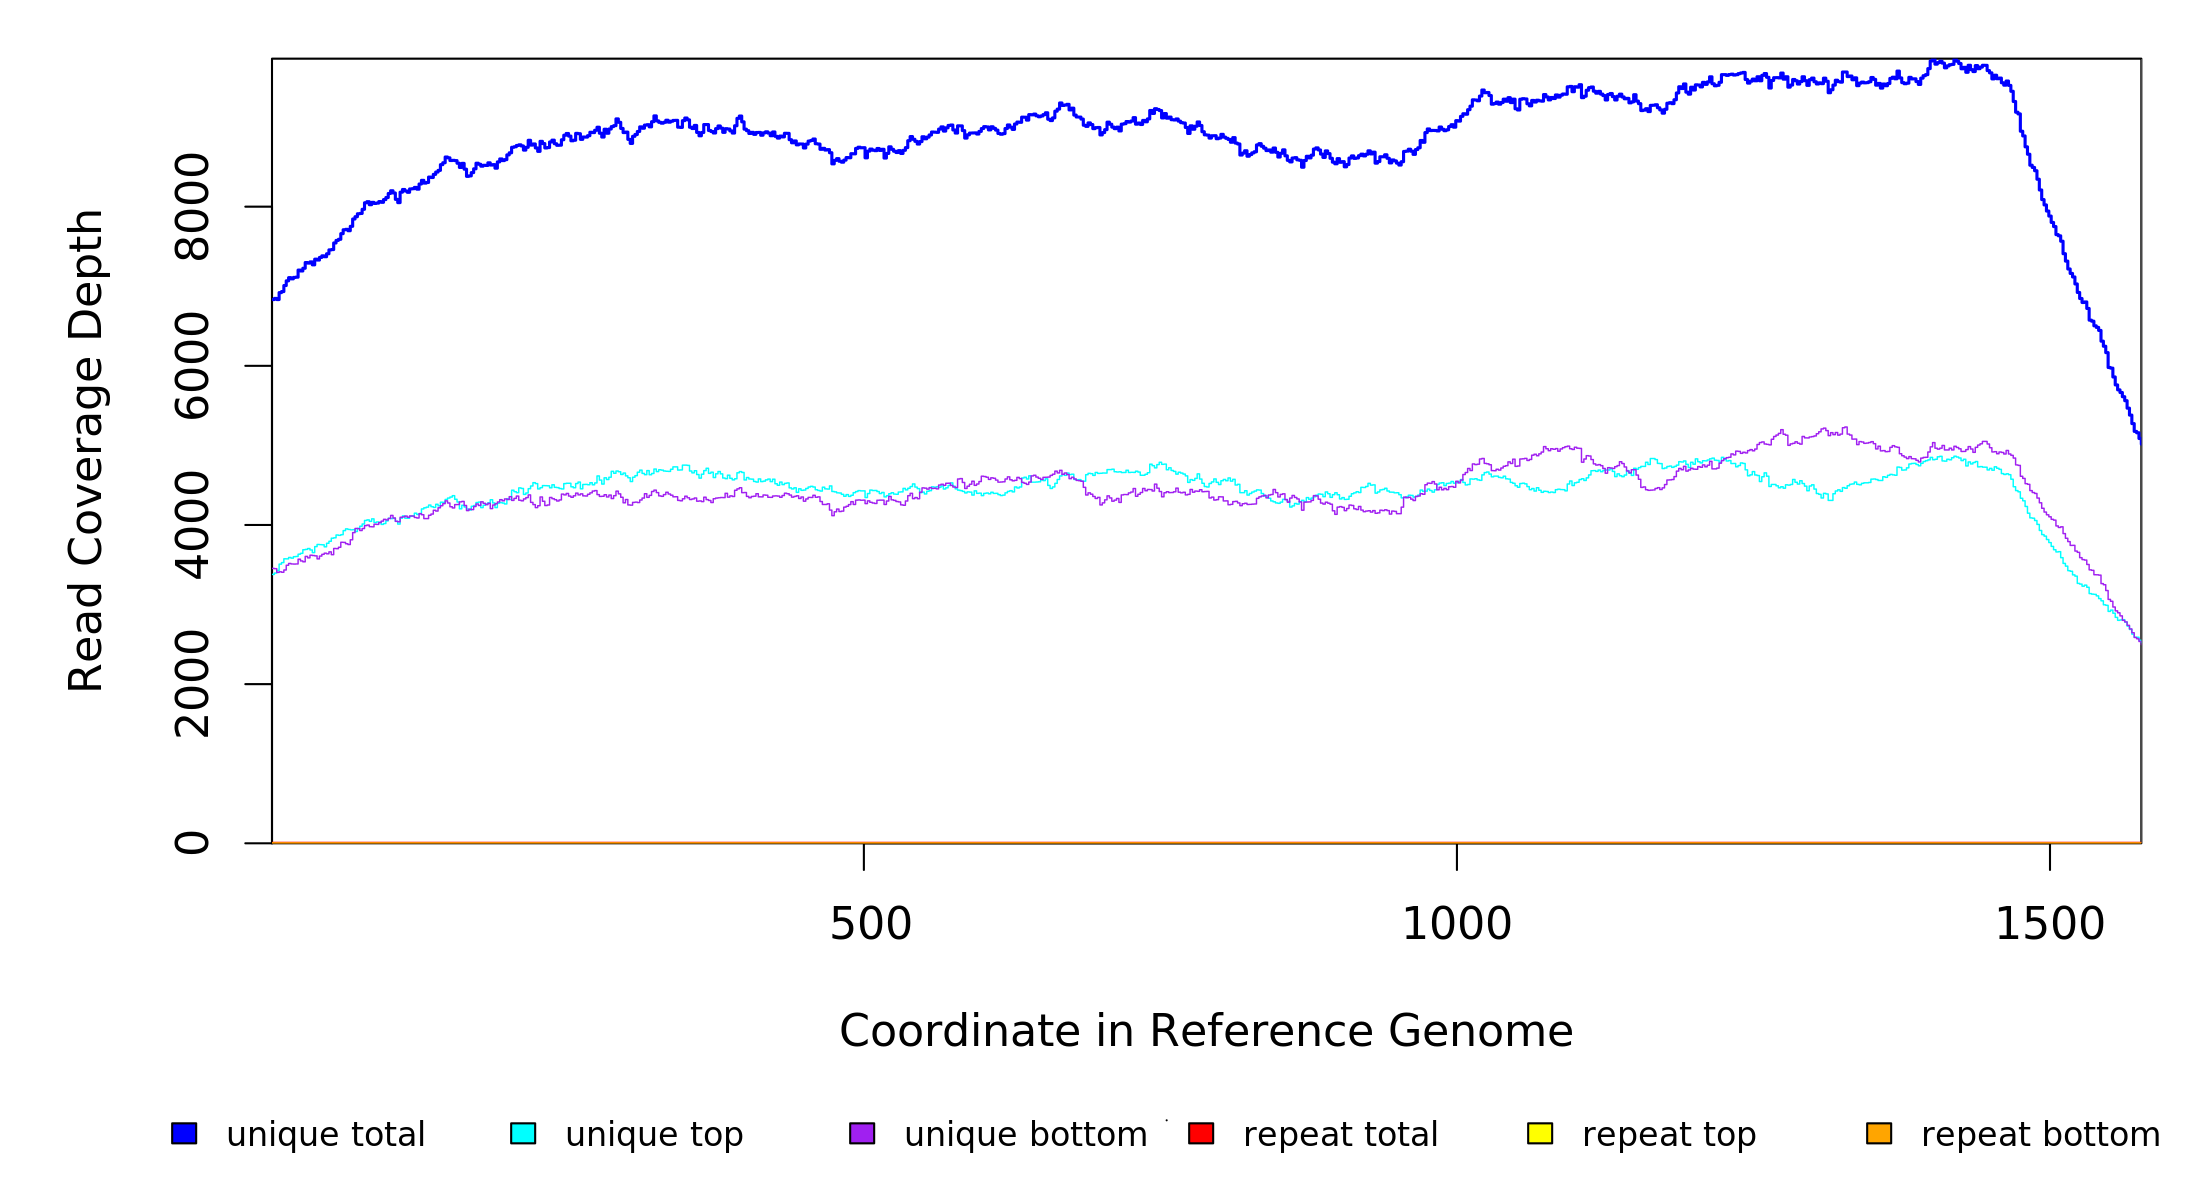 Read Coverage Depth
8000
6000
4000
2000
0
500 1000 1500
Coordinate in Reference Genome
unique total unique top unique bottom repeat total repeat top repeat bottom